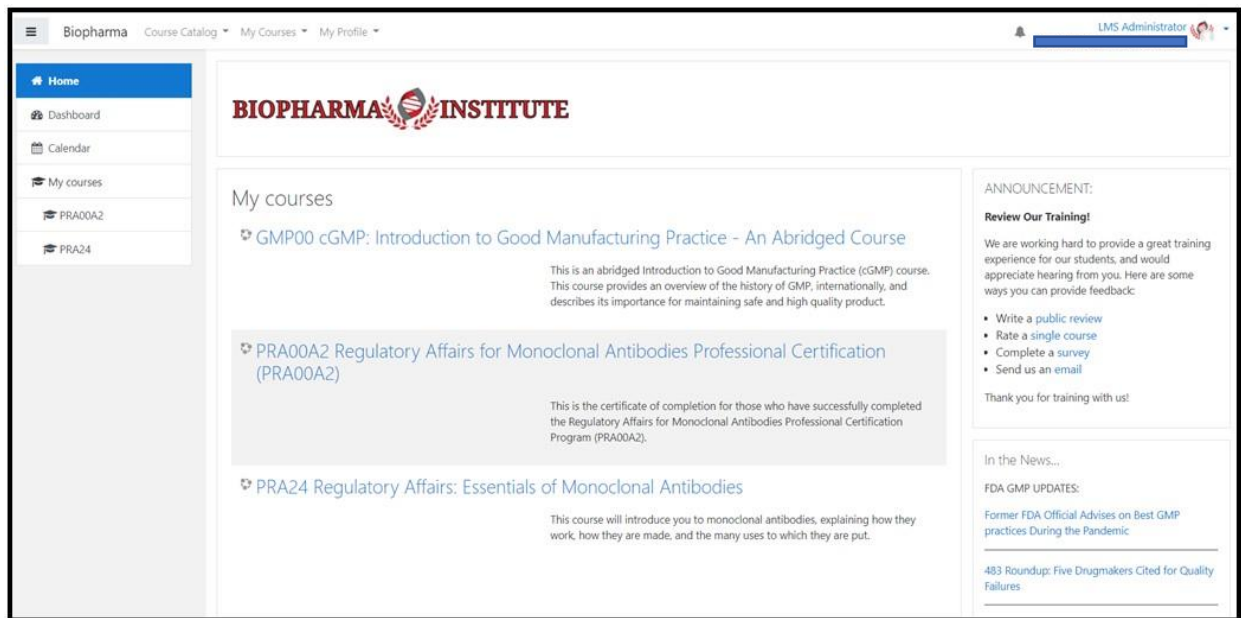 Biopharma Course Catalog My Courses My Profile
LMS Administrator
Home
Dashboard
Calendar
My courses
PRA00A2
PRA24
BIOPHARMA INSTITUTE
My courses
GMP00 cGMP: Introduction to Good Manufacturing Practice - An Abridged Course
This is an abridged Introduction to Good Manufacturing Practice (cGMP) course.
This course provides an overview of the history of GMP, internationally, and
describes its importance for maintaining safe and high quality product.
PRA00A2 Regulatory Affairs for Monoclonal Antibodies Professional Certification
(PRA00A2)
This is the certificate of completion for those who have successfully completed
the Regulatory Affairs for Monoclonal Antibodies Professional Certification
Program (PRA00A2).
PRA24 Regulatory Affairs: Essentials of Monoclonal Antibodies
This course will introduce you to monoclonal antibodies, explaining how they
work, how they are made, and the many uses to which they are put.
ANNOUNCEMENT:
Review Our Training!
We are working hard to provide a great training
experience for our students, and would
appreciate hearing from you. Here are some
ways you can provide feedback:
Write a public review
Rate a single course
Complete a survey
Send us an email
Thank you for training with us!
In the News...
FDA GMP UPDATES:
Former FDA Official Advises on Best GMP
practices During the Pandemic
483 Roundup: Five Drugmakers Cited for Quality
Failures